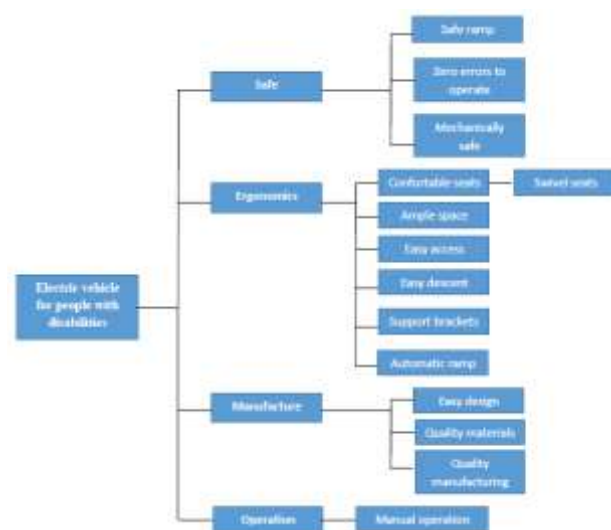 Safe ramp
Safe
Zero errors to
operate
Mechanically
safe
Ergonomics
Confortable seats
Swivel seats
Ample space
Easy access
Easy descent
Support brackets
Automatic ramp
Electric vehicle
for people with
disabilities
Manufacture
Easy design
Quality materials
Quality
manufacturing
Manual operation